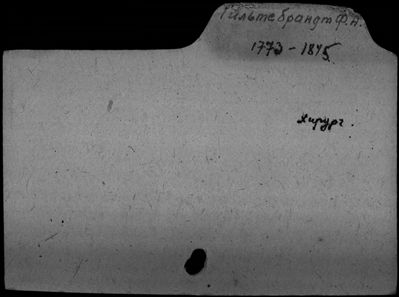 Гильтебрандт Ф.А.
1773 - 1845.
хирург.